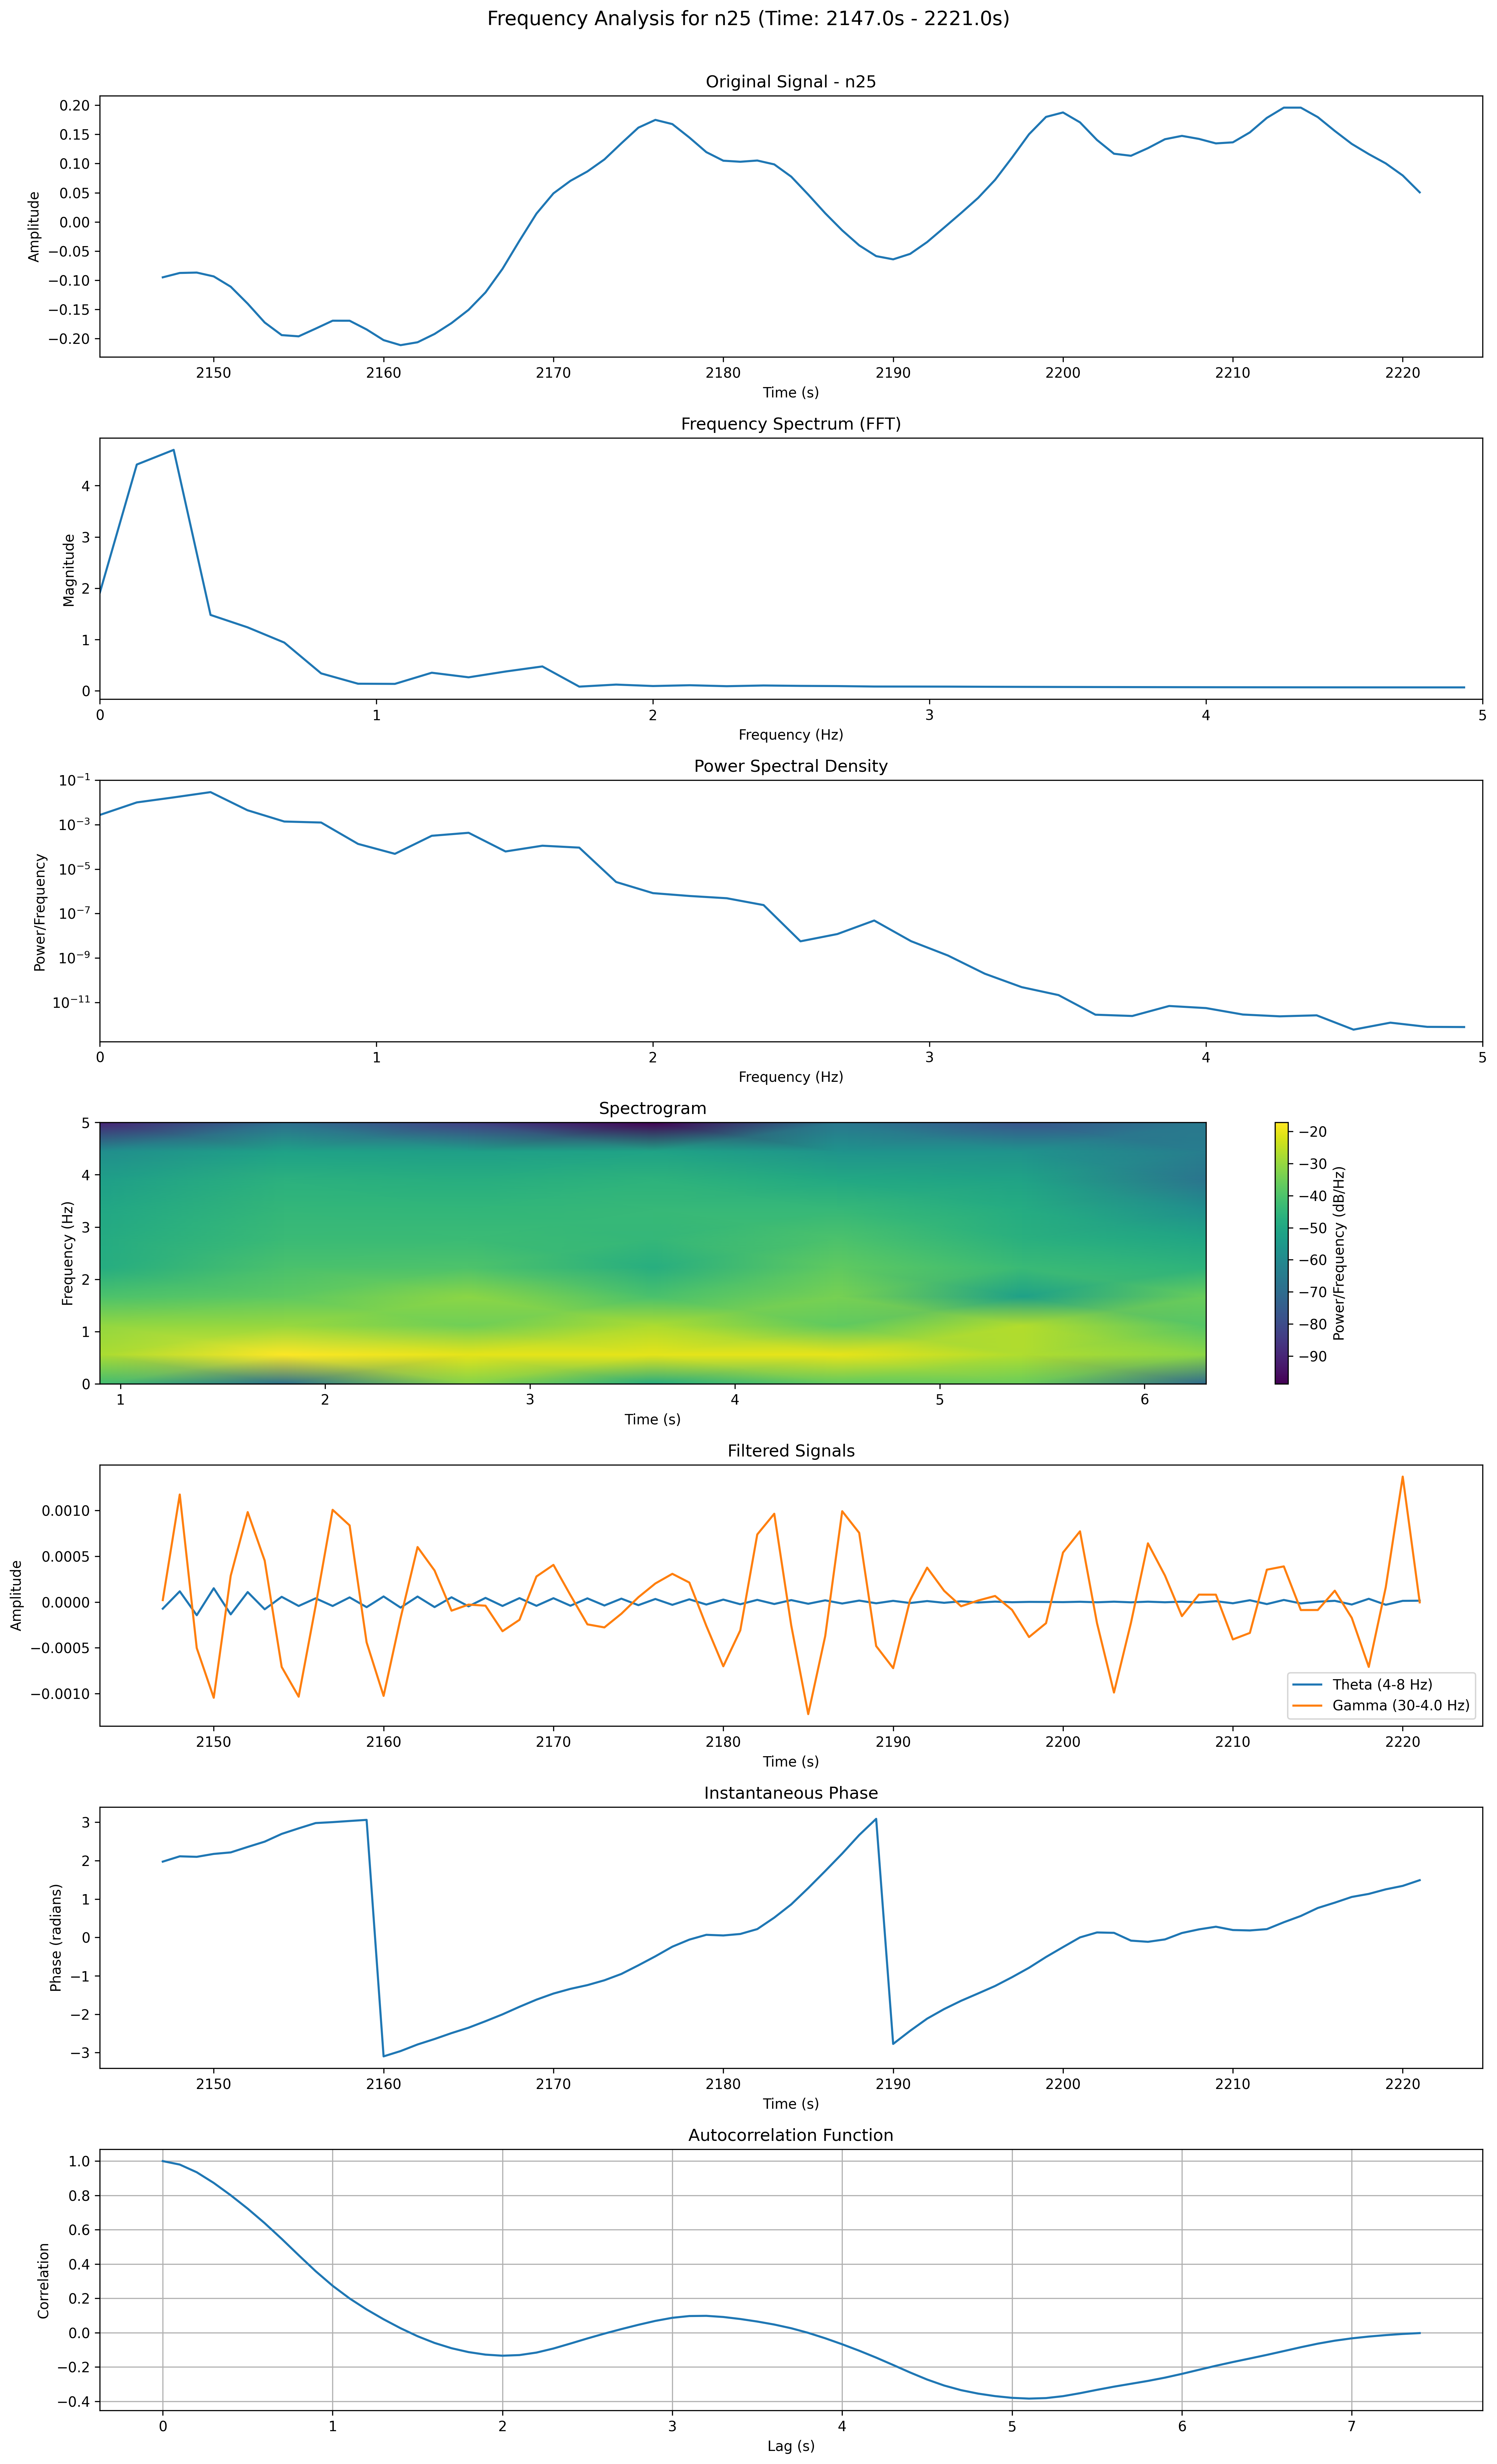 Frequency Analysis for n25 (Time: 2147.0s - 2221.0s)
Original Signal - n25
0.20
0.15
0.10
0.05
0.00
−0.05
−0.10
−0.15
−0.20
Amplitude
2150 2160 2170 2180 2190 2200 2210 2220
Time (s)
Frequency Spectrum (FFT)
4
3
2
1
0
Magnitude
0 1 2 3 4 5
Frequency (Hz)
Power Spectral Density
10⁻¹
10⁻³
10⁻⁵
10⁻⁷
10⁻⁹
10⁻¹¹
Power/Frequency
0 1 2 3 4 5
Frequency (Hz)
Spectrogram
5
4
3
2
1
0
Frequency (Hz)
1 2 3 4 5 6
Time (s)
−20
−30
−40
−50
−60
−70
−80
−90
Power/Frequency (dB/Hz)
Filtered Signals
0.0010
0.0005
0.0000
−0.0005
−0.0010
Amplitude
Theta (4-8 Hz)
Gamma (30-4.0 Hz)
2150 2160 2170 2180 2190 2200 2210 2220
Time (s)
Instantaneous Phase
3
2
1
0
−1
−2
−3
Phase (radians)
2150 2160 2170 2180 2190 2200 2210 2220
Time (s)
Autocorrelation Function
1.0
0.8
0.6
0.4
0.2
0.0
−0.2
−0.4
Correlation
0 1 2 3 4 5 6 7
Lag (s)